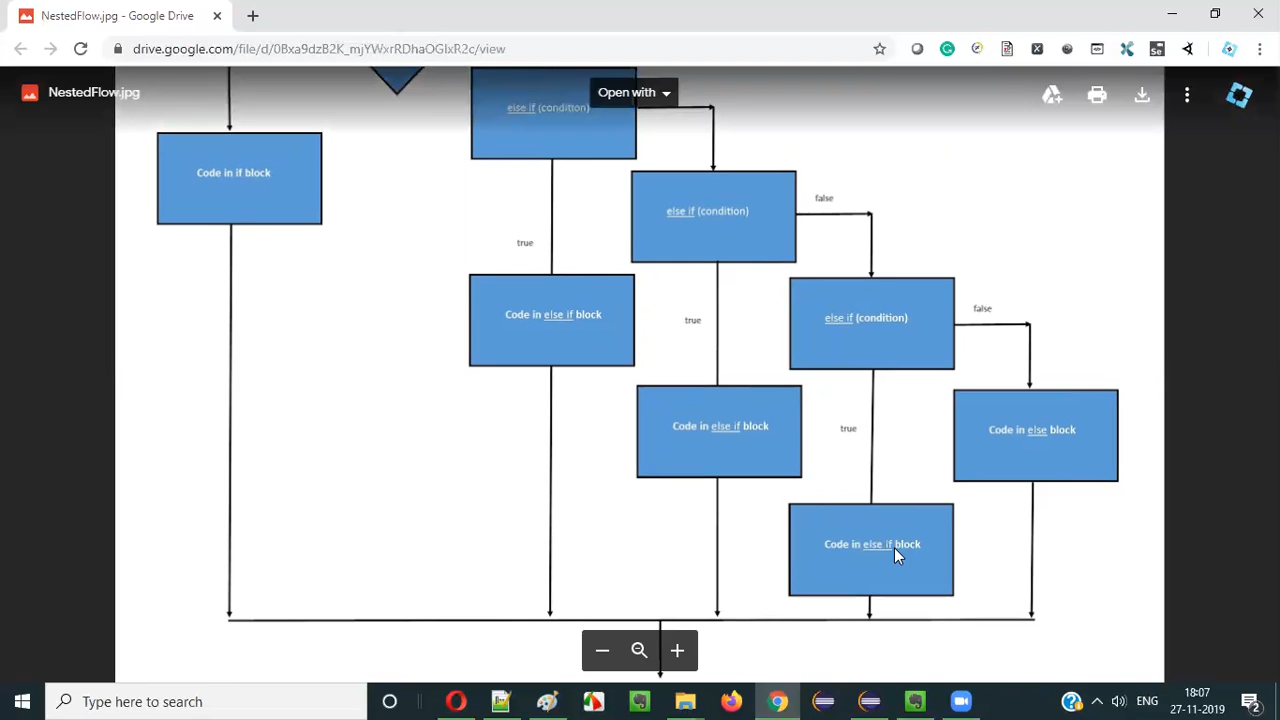 NestedFlow.jpg - Google Drive
drive.google.com/file/d/0Bxa9dzB2K_mjYWxrRDhaOGlxR2c/view
NestedFlow.jpg
Open with
else if (condition)
Code in if block
else if (condition)
false
true
Code in else if block
true
else if (condition)
false
Code in else if block
true
Code in else block
Code in else if block
Type here to search
ENG
18:07
27-11-2019
2